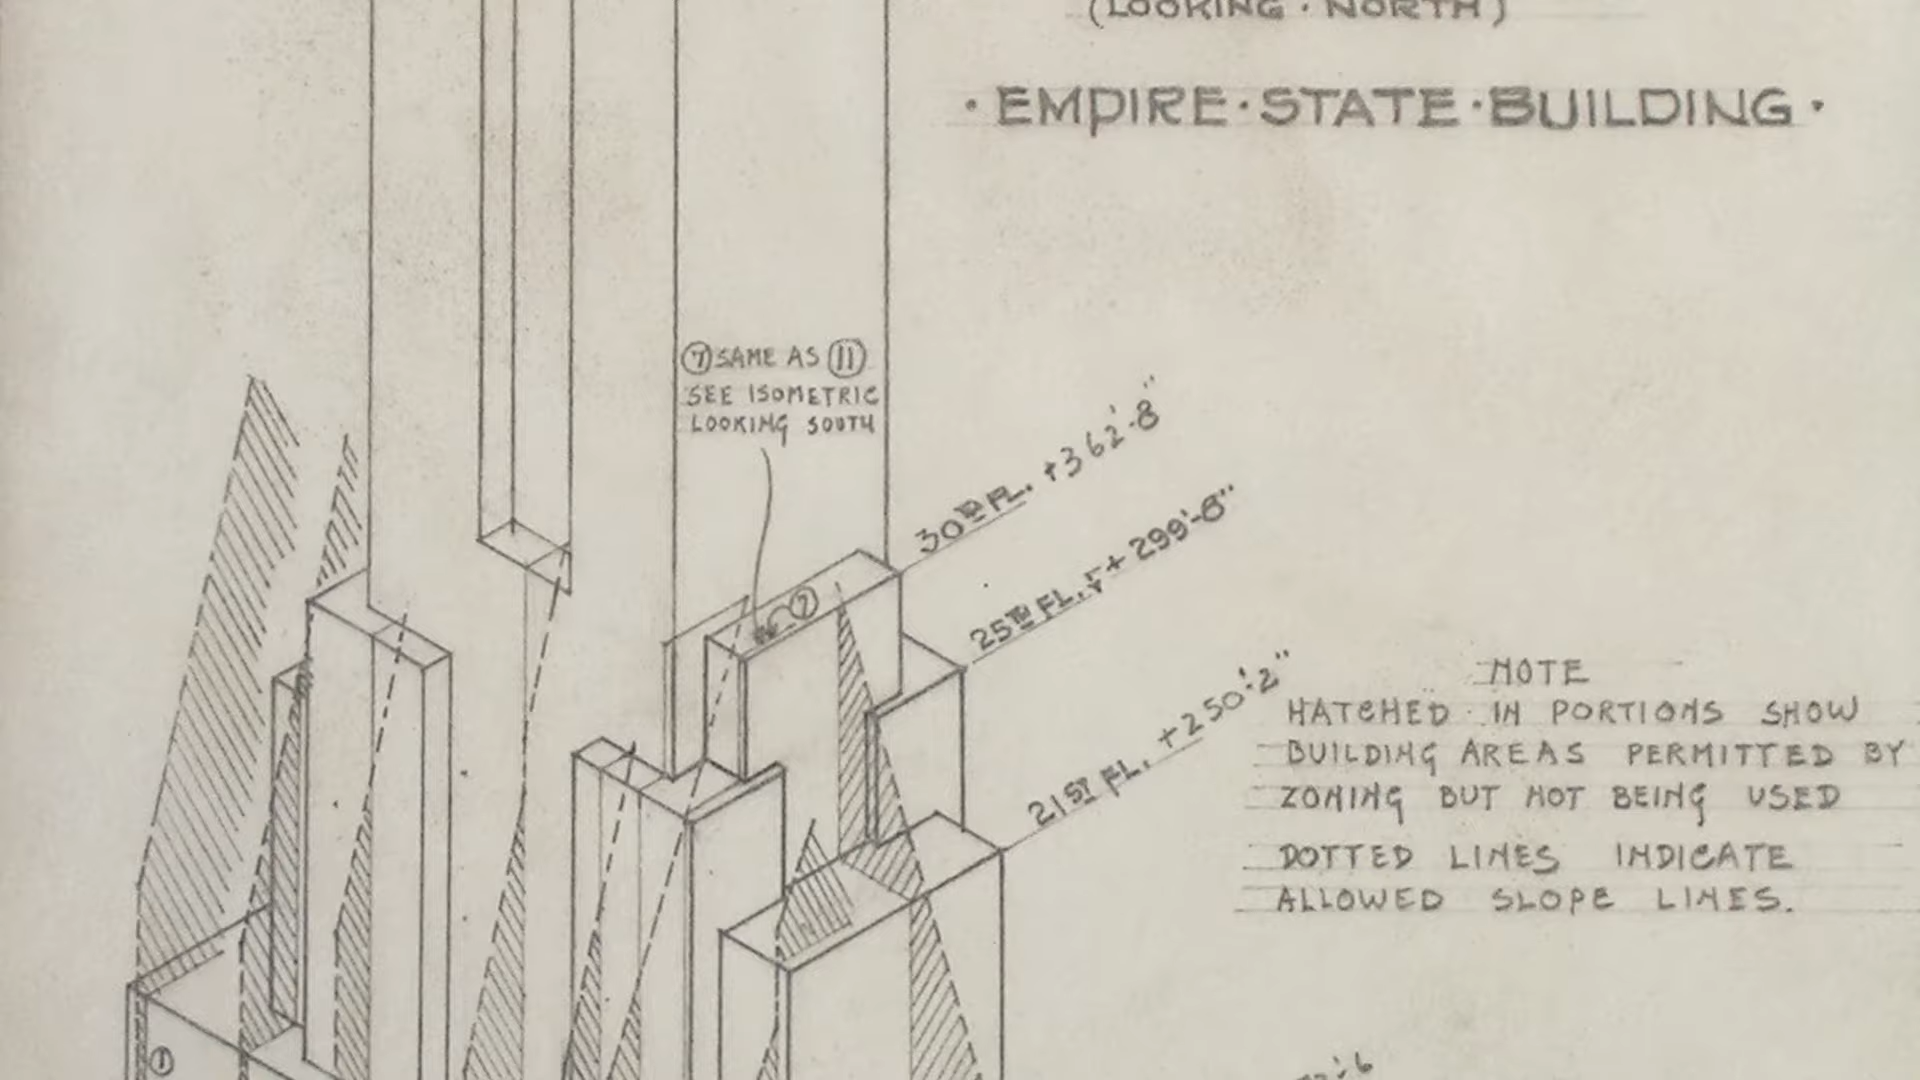 (LOOKING · NORTH)
· EMPIRE · STATE · BUILDING ·
⑦ SAME AS ⑪
SEE ISOMETRIC
LOOKING SOUTH
30TH FL. +362'-8"
25TH FL. + 299'-8"
⑦
21ST FL. +250'-2"
NOTE
HATCHED · IN PORTIONS SHOW
BUILDING AREAS PERMITTED BY
ZONING BUT NOT BEING USED
DOTTED LINES INDICATE
ALLOWED SLOPE LINES.
①